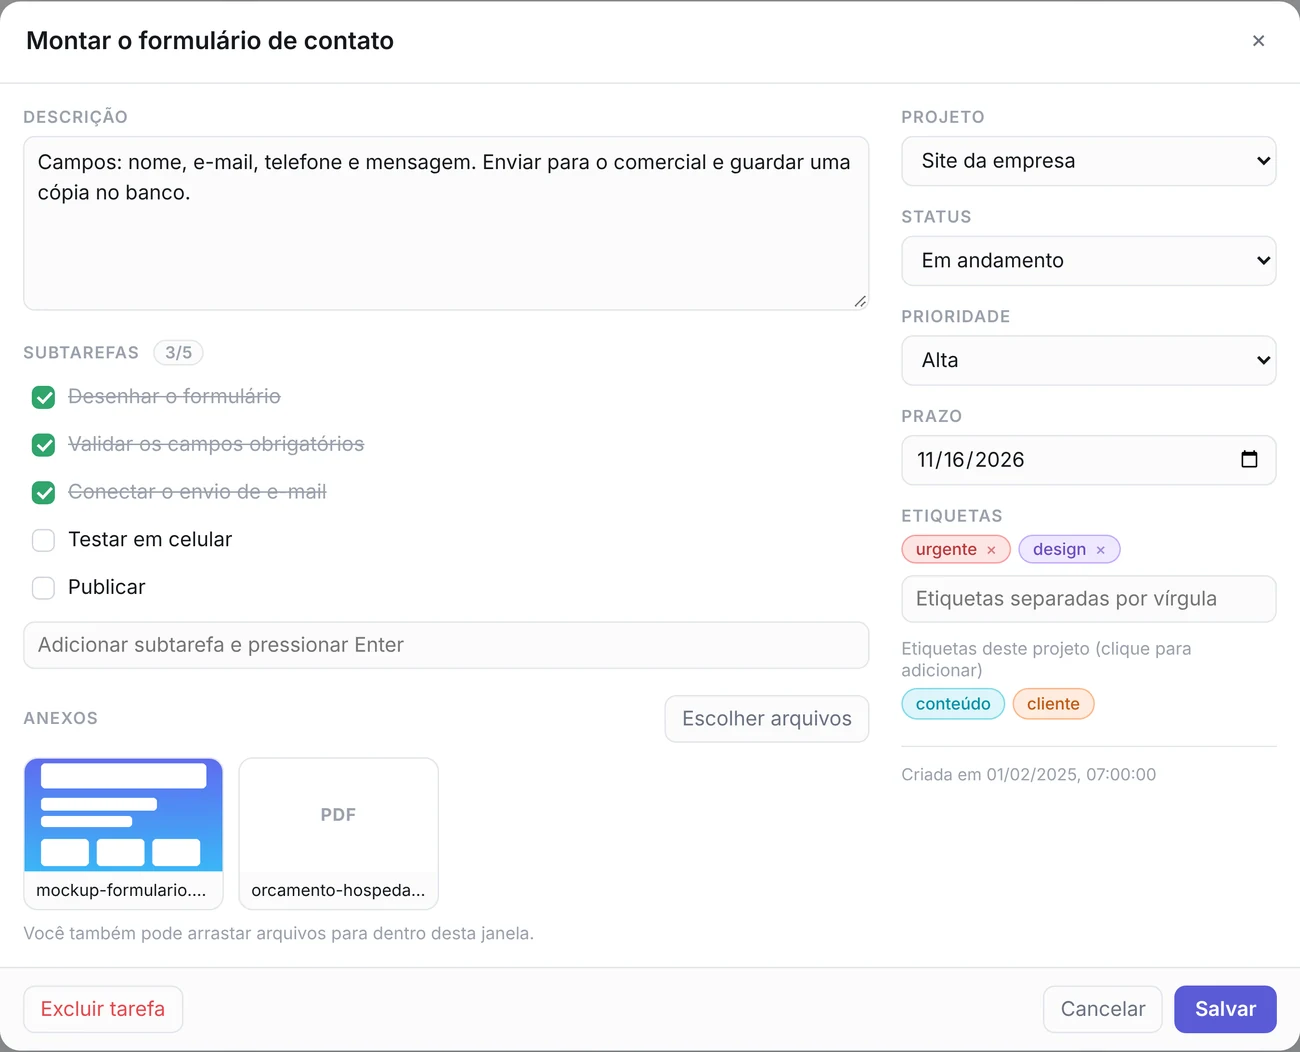 Montar o formulário de contato
×
DESCRIÇÃO
Campos: nome, e-mail, telefone e mensagem. Enviar para o comercial e guardar uma
cópia no banco.
SUBTAREFAS 3/5
Desenhar o formulário
Validar os campos obrigatórios
Conectar o envio de e-mail
Testar em celular
Publicar
Adicionar subtarefa e pressionar Enter
ANEXOS
Escolher arquivos
mockup-formulario....
PDF
orcamento-hospeda...
Você também pode arrastar arquivos para dentro desta janela.
PROJETO
Site da empresa
STATUS
Em andamento
PRIORIDADE
Alta
PRAZO
11/16/2026
ETIQUETAS
urgente × design ×
Etiquetas separadas por vírgula
Etiquetas deste projeto (clique para
adicionar)
conteúdo cliente
Criada em 01/02/2025, 07:00:00
Excluir tarefa
Cancelar
Salvar